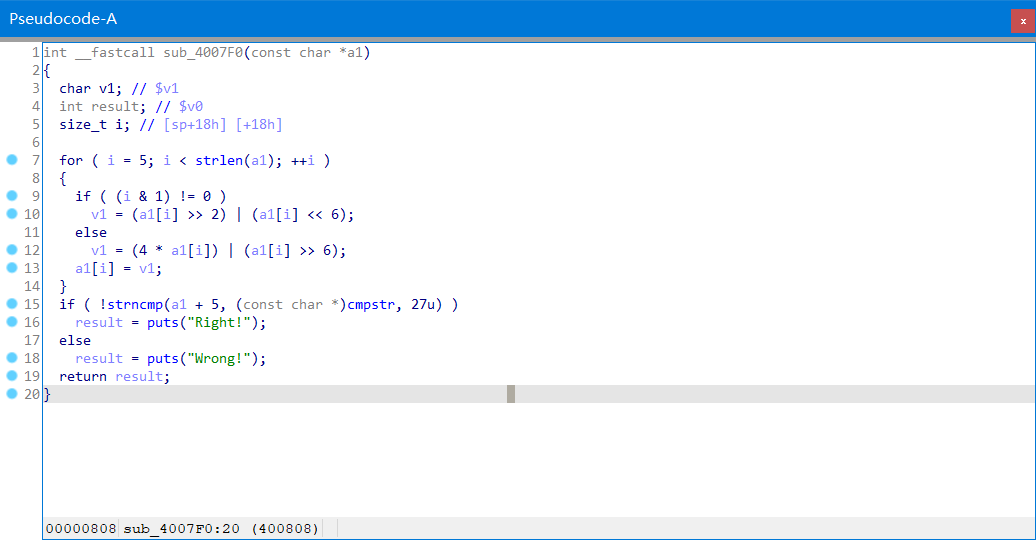 Pseudocode-A
x
1 int __fastcall sub_4007F0(const char *a1)
2 {
3   char v1; // $v1
4   int result; // $v0
5   size_t i; // [sp+18h] [+18h]
6
7   for ( i = 5; i < strlen(a1); ++i )
8   {
9     if ( (i & 1) != 0 )
10       v1 = (a1[i] >> 2) | (a1[i] << 6);
11     else
12       v1 = (4 * a1[i]) | (a1[i] >> 6);
13     a1[i] = v1;
14   }
15   if ( !strncmp(a1 + 5, (const char *)cmpstr, 27u) )
16     result = puts("Right!");
17   else
18     result = puts("Wrong!");
19   return result;
20 }
00000808 sub_4007F0:20 (400808)